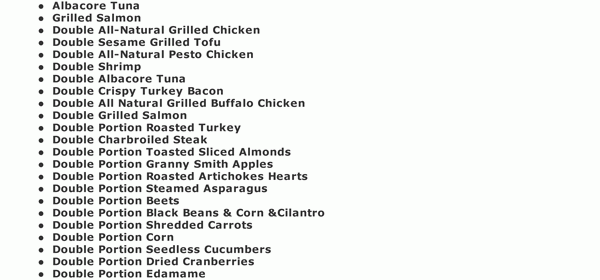 Albacore Tuna
Grilled Salmon
Double All-Natural Grilled Chicken
Double Sesame Grilled Tofu
Double All-Natural Pesto Chicken
Double Shrimp
Double Albacore Tuna
Double Crispy Turkey Bacon
Double All Natural Grilled Buffalo Chicken
Double Grilled Salmon
Double Portion Roasted Turkey
Double Charbroiled Steak
Double Portion Toasted Sliced Almonds
Double Portion Granny Smith Apples
Double Portion Roasted Artichokes Hearts
Double Portion Steamed Asparagus
Double Portion Beets
Double Portion Black Beans & Corn &Cilantro
Double Portion Shredded Carrots
Double Portion Corn
Double Portion Seedless Cucumbers
Double Portion Dried Cranberries
Double Portion Edamame